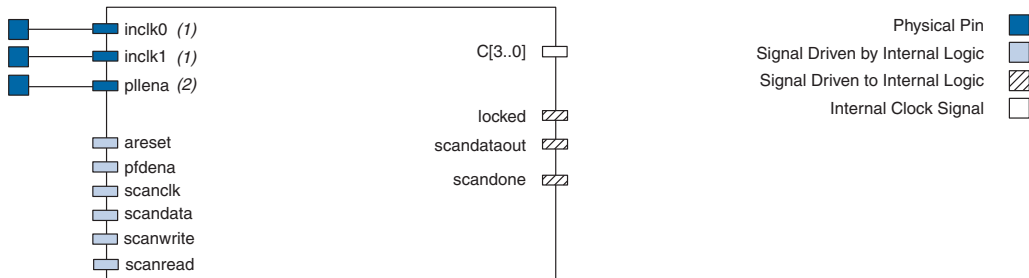 inclk0 (1)
inclk1 (1)
pllena (2)
areset
pfdena
scanclk
scandata
scanwrite
scanread
C[3..0]
locked
scandataout
scandone
Physical Pin
Signal Driven by Internal Logic
Signal Driven to Internal Logic
Internal Clock Signal